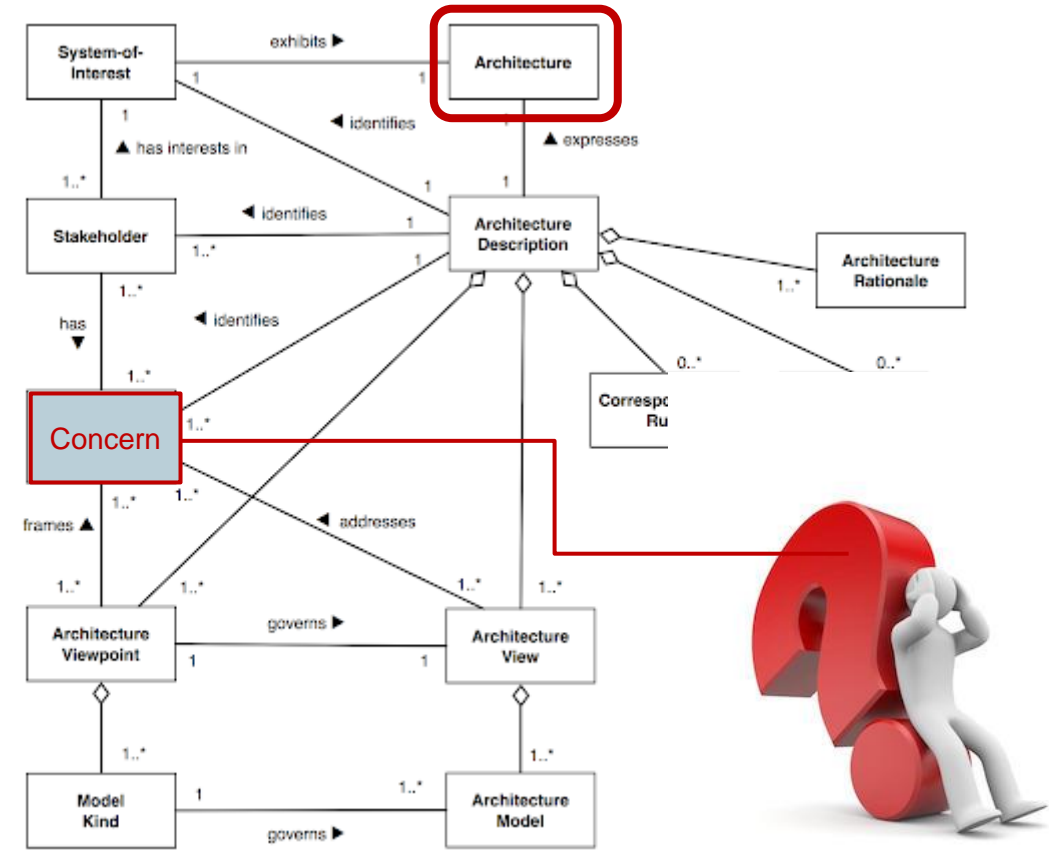 System-of-
Interest
exhibits ▶
Architecture
1
1
1
1
◀ identifies
▲ has interests in
▲ expresses
1..*
1
1
Stakeholder
◀ identifies
1
1..*
Architecture
Description
1
Architecture
Rationale
1..*
1..*
has
▼
◀ identifies
1..*
0..*
0..*
Correspo
Ru
Concern
1..*
1..*
1..*
frames ▲
◀ addresses
1..*
1..*
1..*
1..*
Architecture
Viewpoint
governs ▶
1
1
Architecture
View
1..*
1..*
Model
Kind
1
1..*
governs ▶
Architecture
Model